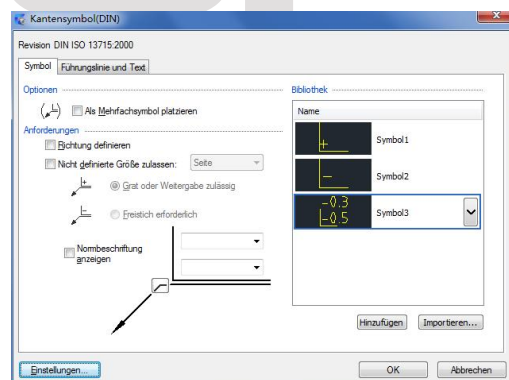 Kantensymbol(DIN)
Revision DIN ISO 13715:2000
Symbol
Führungslinie und Text
Optionen
Als Mehrfachsymbol platzieren
Anforderungen
Richtung definieren
Nicht definierte Größe zulassen:
Seite
Grat oder Weitergabe zulässig
Freistich erforderlich
Normbeschriftung
anzeigen
Bibliothek
Name
+
Symbol1
−
Symbol2
-0.3
-0.5
Symbol3
Hinzufügen
Importieren...
Einstellungen...
OK
Abbrechen